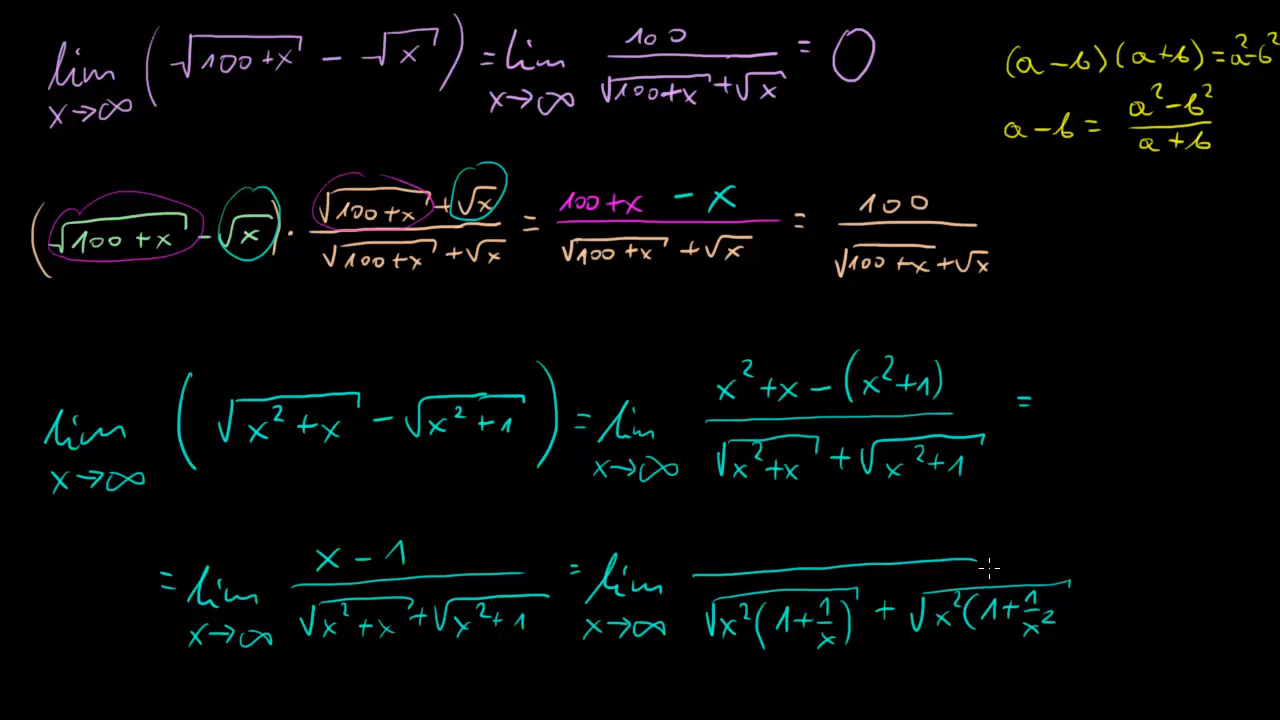 lim x→∞ (√(100+x) − √x) = lim x→∞ 100 / (√(100+x) + √x) = 0
(a−b)(a+b)=a²−b²
a−b = (a²−b²) / (a+b)
(√(100+x) − √x) · (√(100+x) + √x) / (√(100+x) + √x) = (100+x − x) / (√(100+x) + √x) = 100 / (√(100+x) + √x)
lim x→∞ (√(x²+x) − √(x²+1)) = lim x→∞ (x²+x−(x²+1)) / (√(x²+x) + √(x²+1)) =
= lim x→∞ (x−1) / (√(x²+x) + √(x²+1)) = lim x→∞ / (√(x²(1+1/x)) + √(x²(1+1/x²